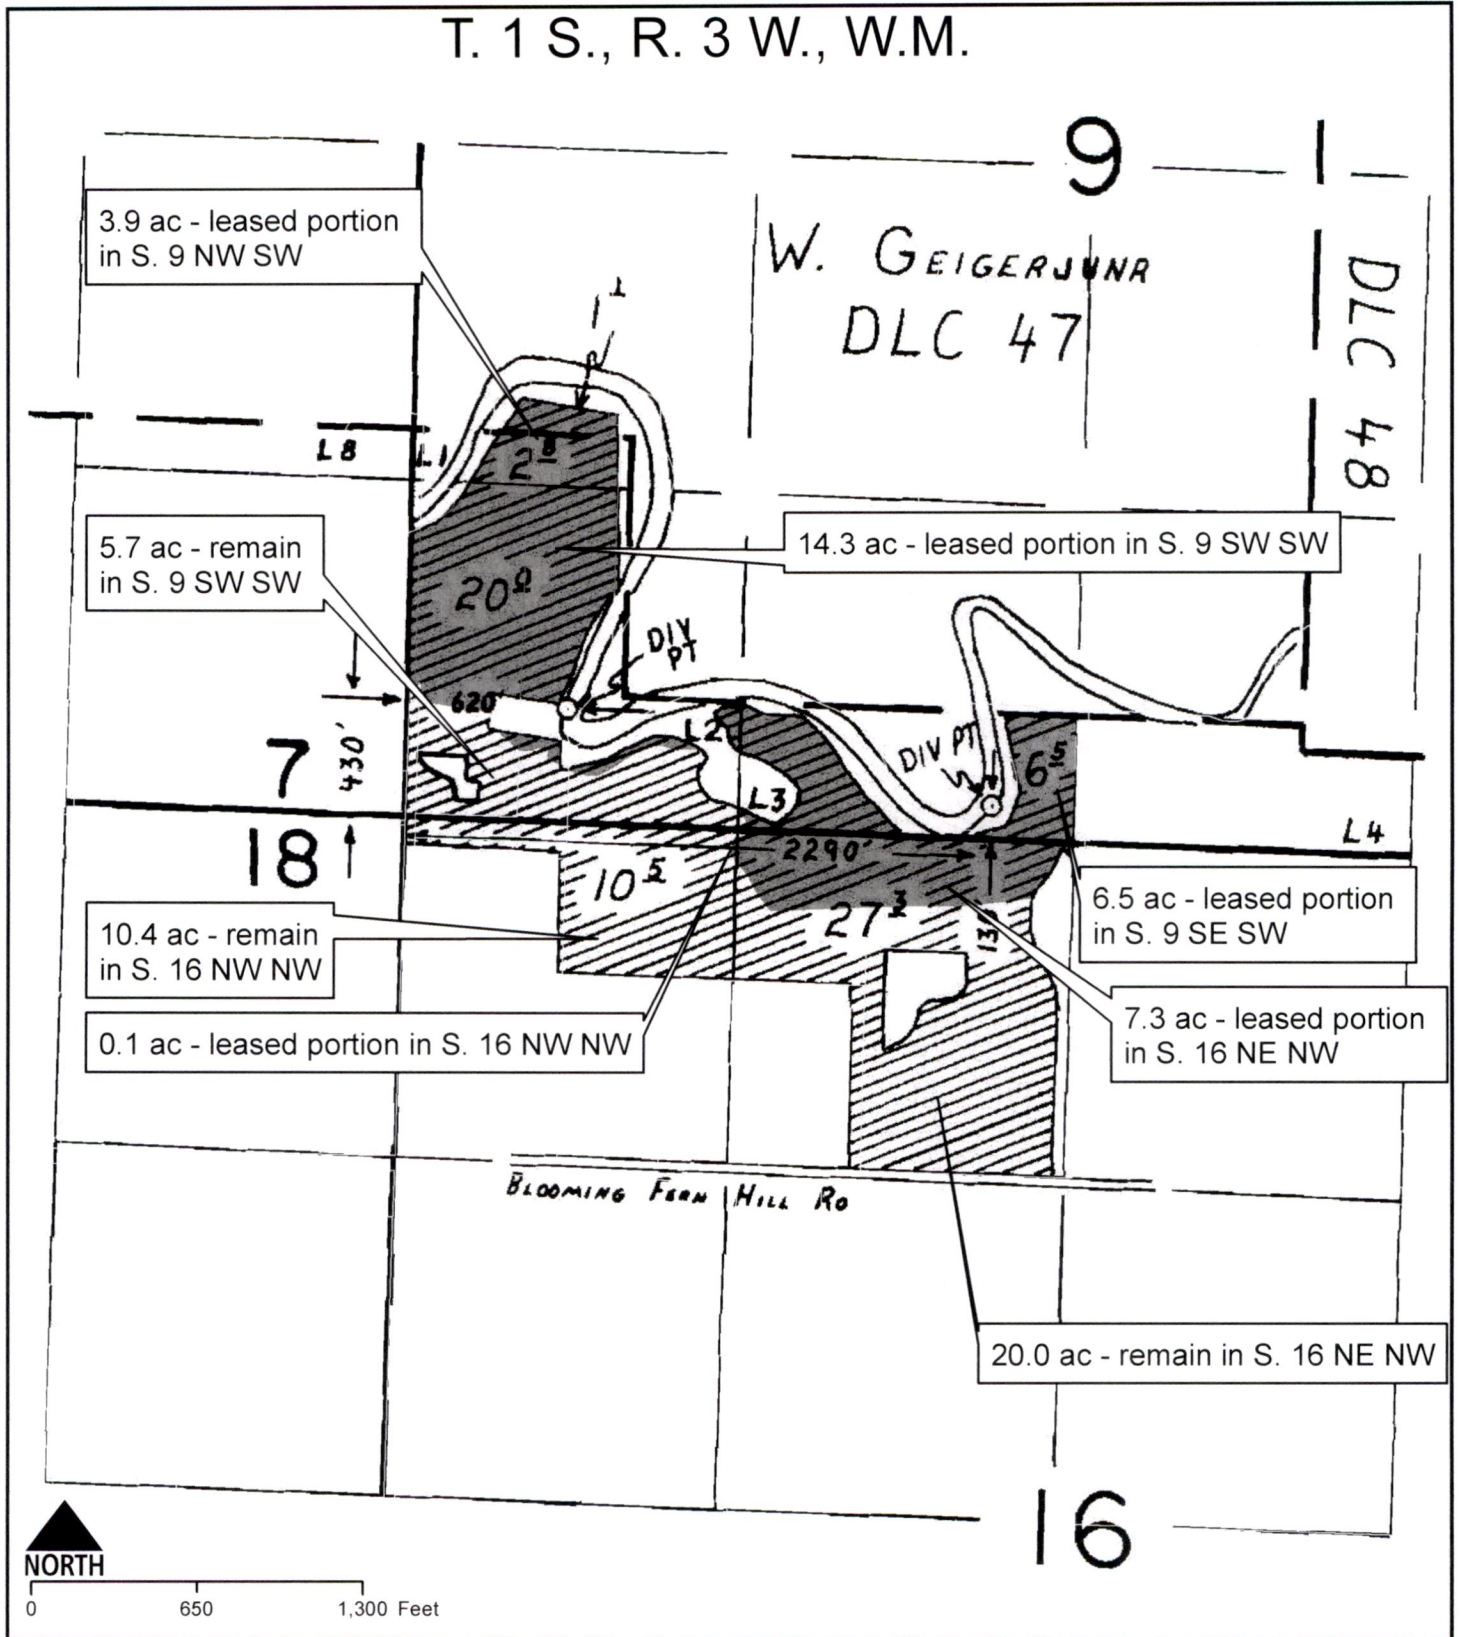 T. 1 S., R. 3 W., W.M.
9
3.9 ac - leased portion
in S. 9 NW SW
W. GEIGERJUNR
DLC 47
DLC 48
L8
L1
2 8
5.7 ac - remain
in S. 9 SW SW
14.3 ac - leased portion in S. 9 SW SW
20 0
DIV
PT
620'
L2
DIV PT
6 5
7
430'
L3
18
2290'
L4
10 5
27 3
6.5 ac - leased portion
in S. 9 SE SW
10.4 ac - remain
in S. 16 NW NW
7.3 ac - leased portion
in S. 16 NE NW
0.1 ac - leased portion in S. 16 NW NW
BLOOMING FERN HILL RD
20.0 ac - remain in S. 16 NE NW
16
NORTH
0 650 1,300 Feet